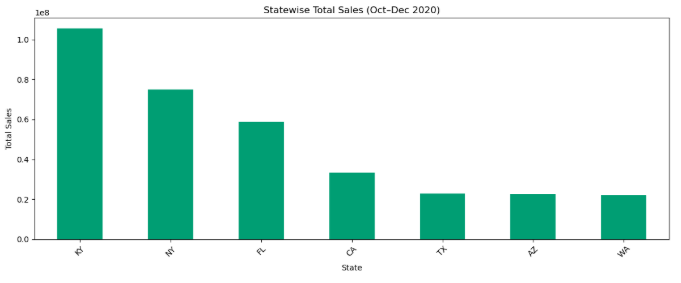 Statewise Total Sales (Oct–Dec 2020)
1e8
1.0
0.8
0.6
0.4
0.2
0.0
Total Sales
KY NY FL CA TX AZ WA
State